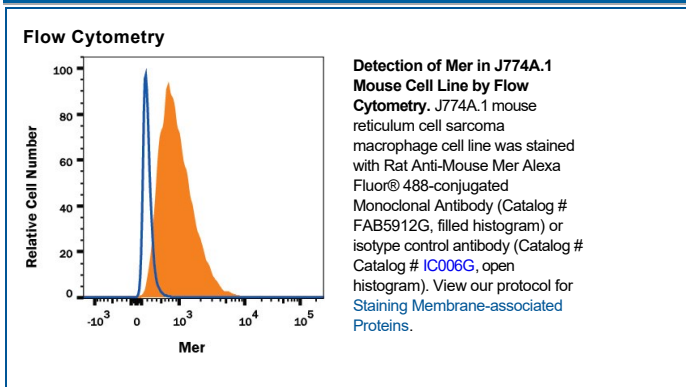 Flow Cytometry
100
80
60
40
20
0
Relative Cell Number
-10³ 0 10³ 10⁴ 10⁵
Mer
Detection of Mer in J774A.1
Mouse Cell Line by Flow
Cytometry. J774A.1 mouse
reticulum cell sarcoma
macrophage cell line was stained
with Rat Anti-Mouse Mer Alexa
Fluor® 488-conjugated
Monoclonal Antibody (Catalog #
FAB5912G, filled histogram) or
isotype control antibody (Catalog #
Catalog # IC006G, open
histogram). View our protocol for
Staining Membrane-associated
Proteins.